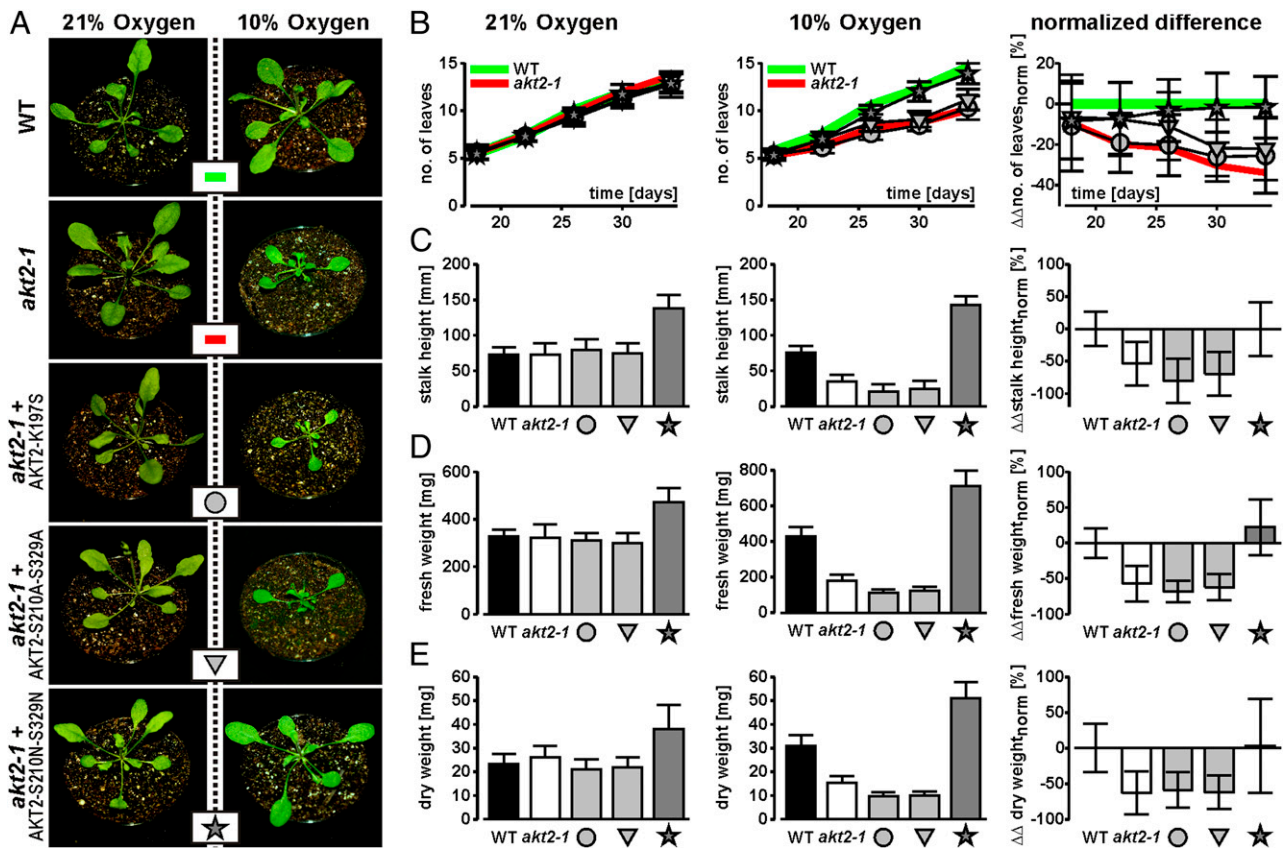 A
21% Oxygen
10% Oxygen
WT
akt2-1
akt2-1 +
AKT2-K197S
akt2-1 +
AKT2-S210A-S329A
akt2-1 +
AKT2-S210N-S329N
B
21% Oxygen
10% Oxygen
normalized difference
no. of leaves
15
10
5
0
WT
akt2-1
time [days]
20
30
no. of leaves
15
10
5
0
WT
akt2-1
time [days]
20
30
ΔΔno. of leavesnorm [%]
20
0
-20
-40
time [days]
20
30
C
stalk height [mm]
200
150
100
50
0
WT akt2-1
stalk height [mm]
200
150
100
50
0
WT akt2-1
ΔΔstalk heightnorm [%]
100
50
0
-50
-100
WT akt2-1
D
fresh weight [mg]
600
400
200
0
WT akt2-1
fresh weight [mg]
800
600
400
200
0
WT akt2-1
ΔΔfresh weightnorm [%]
100
50
0
-50
-100
WT akt2-1
E
dry weight [mg]
60
50
40
30
20
10
0
WT akt2-1
dry weight [mg]
60
50
40
30
20
10
0
WT akt2-1
ΔΔ dry weightnorm [%]
100
50
0
-50
-100
WT akt2-1